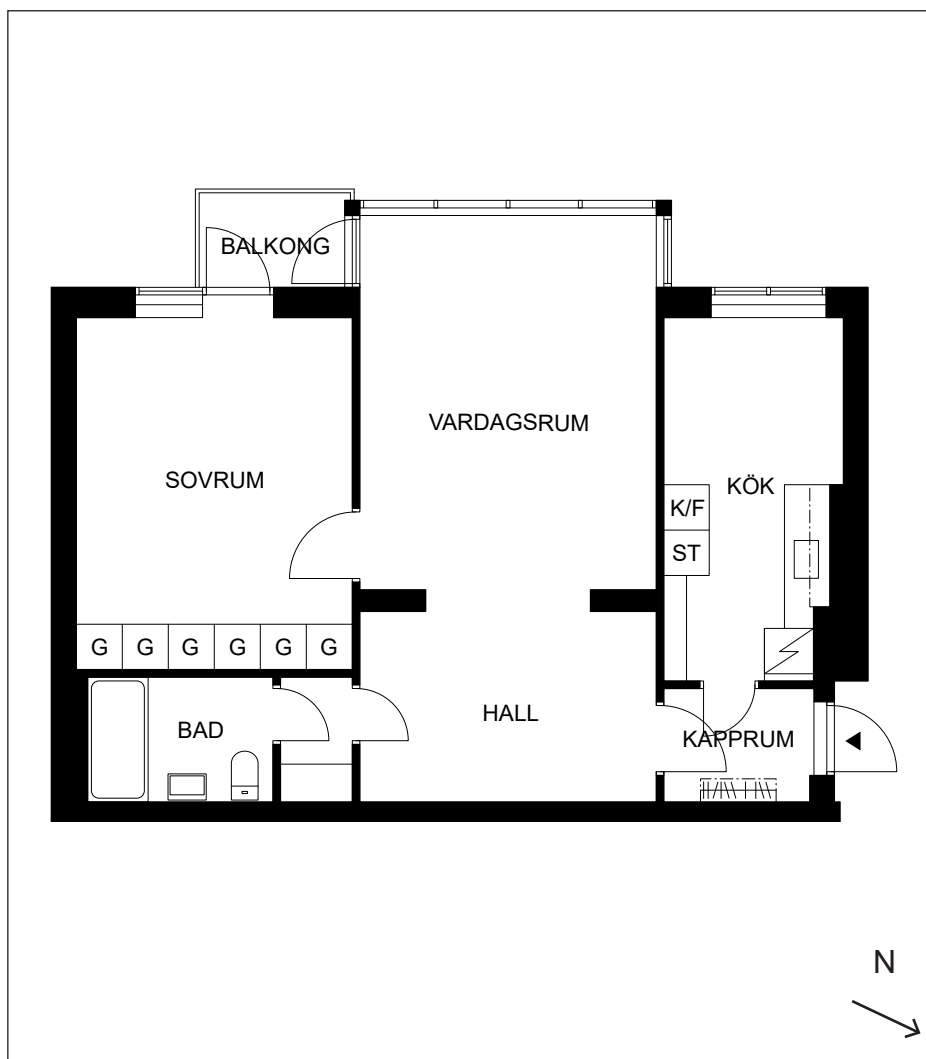 BALKONG
VARDAGSRUM
SOVRUM
KÖK
K/F
ST
G G G G G G
HALL
BAD
KAPPRUM
N